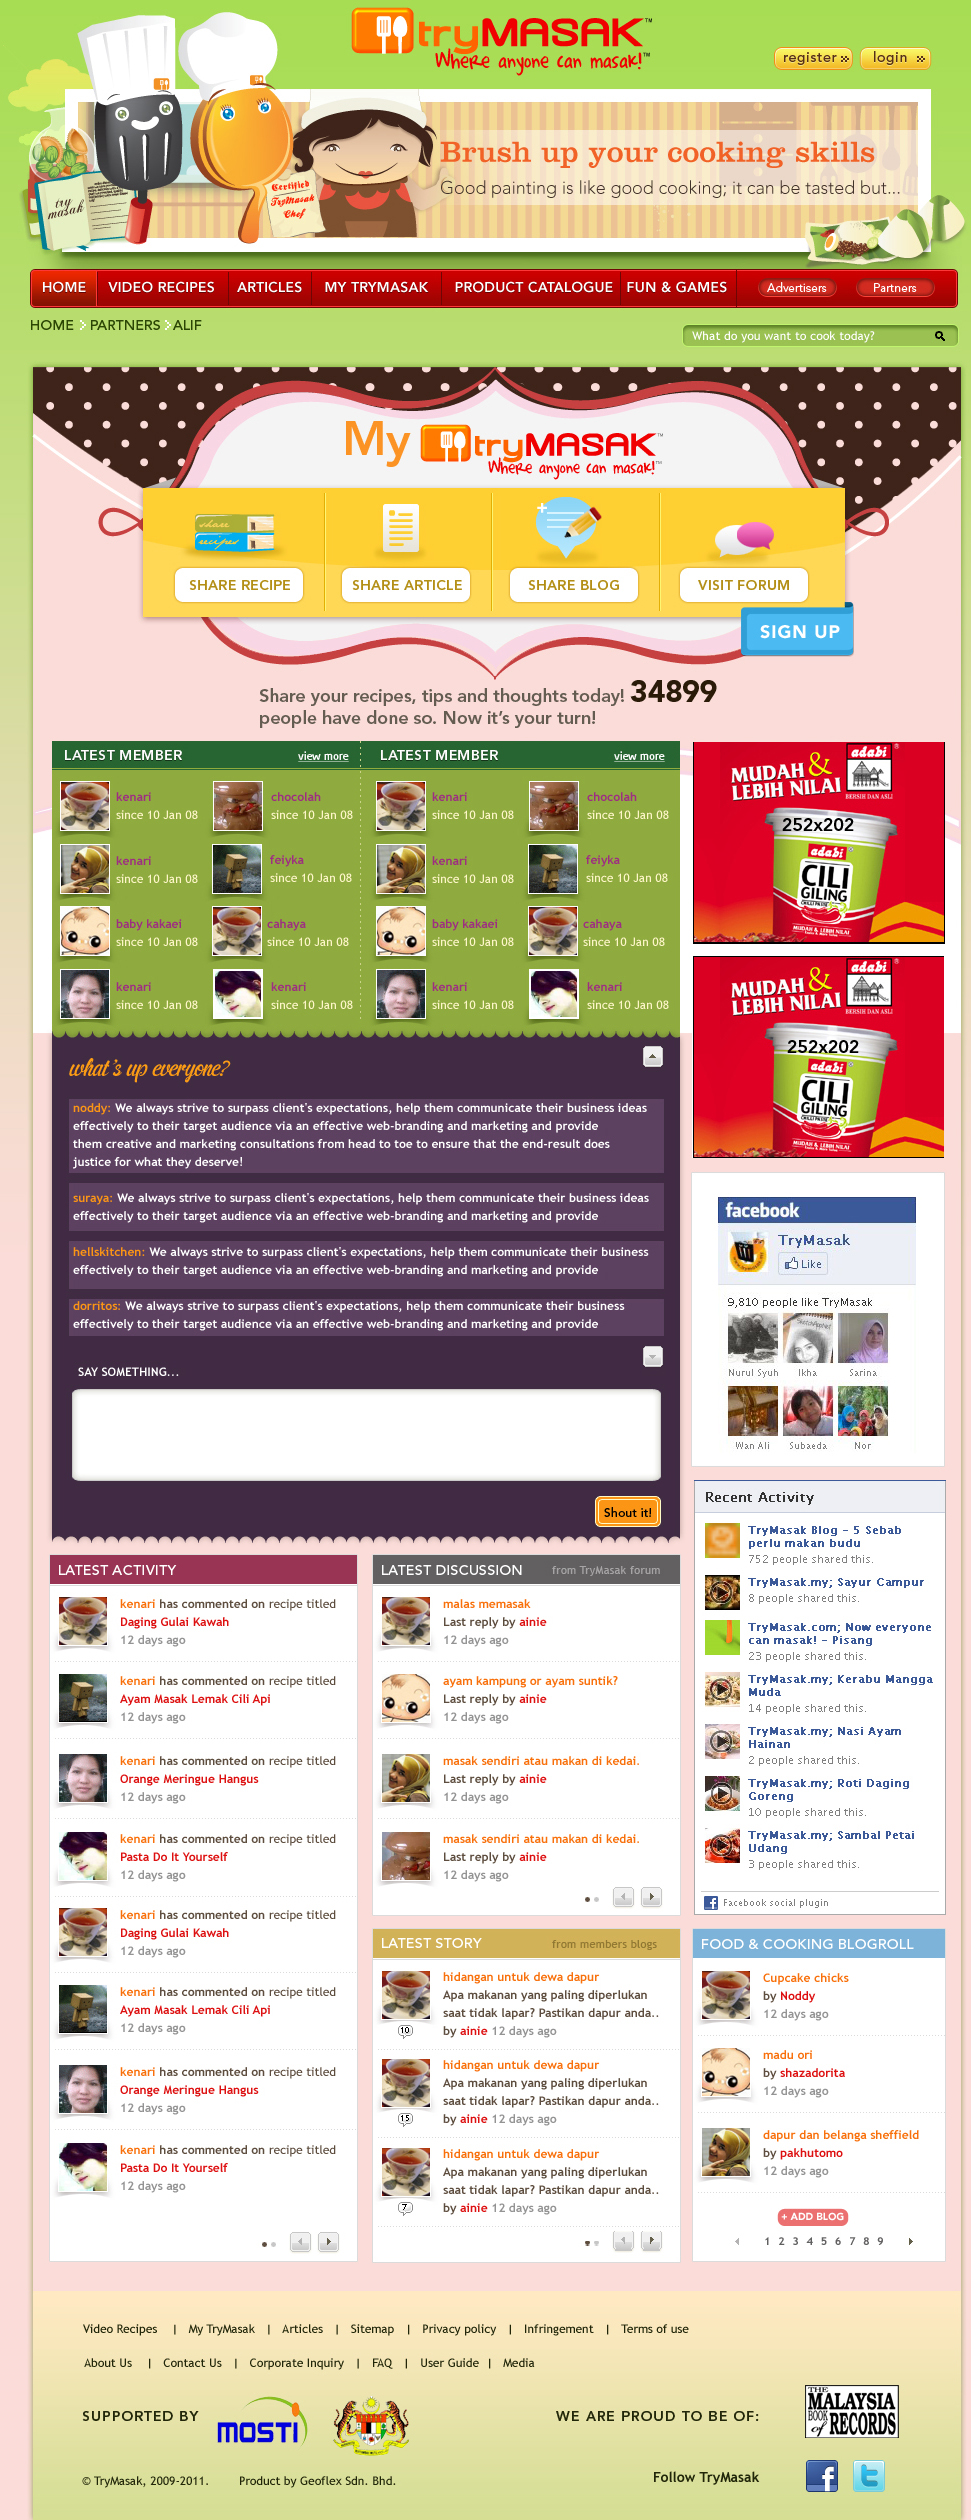 tryMASAK™
Where anyone can masak!™
register
login
Brush up your cooking skills
Good painting is like good cooking; it can be tasted but...
try masak
Certified
TryMasak
Chef
HOME
VIDEO RECIPES
ARTICLES
MY TRYMASAK
PRODUCT CATALOGUE
FUN & GAMES
Advertisers
Partners
HOME PARTNERS ALIF
What do you want to cook today?
My tryMASAK™
Where anyone can masak!™
share
recipes
SHARE RECIPE
SHARE ARTICLE
SHARE BLOG
VISIT FORUM
SIGN UP
Share your recipes, tips and thoughts today! 34899
people have done so. Now it's your turn!
LATEST MEMBER view more
kenari
since 10 Jan 08
chocolah
since 10 Jan 08
kenari
since 10 Jan 08
feiyka
since 10 Jan 08
baby kakaei
since 10 Jan 08
cahaya
since 10 Jan 08
kenari
since 10 Jan 08
kenari
since 10 Jan 08
LATEST MEMBER view more
kenari
since 10 Jan 08
chocolah
since 10 Jan 08
kenari
since 10 Jan 08
feiyka
since 10 Jan 08
baby kakaei
since 10 Jan 08
cahaya
since 10 Jan 08
kenari
since 10 Jan 08
kenari
since 10 Jan 08
MUDAH &
LEBIH NILAI
adabi
BERSIH DAN ASLI
252x202
adabi
CILI
GILING
MUDAH & LEBIH NILAI
MUDAH &
LEBIH NILAI
adabi
BERSIH DAN ASLI
252x202
adabi
CILI
GILING
MUDAH & LEBIH NILAI
what's up everyone?
noddy: We always strive to surpass client's expectations, help them communicate their business ideas
effectively to their target audience via an effective web-branding and marketing and provide
them creative and marketing consultations from head to toe to ensure that the end-result does
justice for what they deserve!
suraya: We always strive to surpass client's expectations, help them communicate their business ideas
effectively to their target audience via an effective web-branding and marketing and provide
hellskitchen: We always strive to surpass client's expectations, help them communicate their business
effectively to their target audience via an effective web-branding and marketing and provide
dorritos: We always strive to surpass client's expectations, help them communicate their business
effectively to their target audience via an effective web-branding and marketing and provide
SAY SOMETHING...
Shout it!
facebook
TryMasak
Like
9,810 people like TryMasak
Nurul Syuh
Ikha
Sarina
Wan Ali
Subaeda
Nor
Recent Activity
TryMasak Blog - 5 Sebab
perlu makan budu
752 people shared this.
TryMasak.my; Sayur Campur
8 people shared this.
TryMasak.com; Now everyone
can masak! - Pisang
23 people shared this.
TryMasak.my; Kerabu Mangga
Muda
14 people shared this.
TryMasak.my; Nasi Ayam
Hainan
2 people shared this.
TryMasak.my; Roti Daging
Goreng
10 people shared this.
TryMasak.my; Sambal Petai
Udang
3 people shared this.
Facebook social plugin
LATEST ACTIVITY
kenari has commented on recipe titled
Daging Gulai Kawah
12 days ago
kenari has commented on recipe titled
Ayam Masak Lemak Cili Api
12 days ago
kenari has commented on recipe titled
Orange Meringue Hangus
12 days ago
kenari has commented on recipe titled
Pasta Do It Yourself
12 days ago
kenari has commented on recipe titled
Daging Gulai Kawah
12 days ago
kenari has commented on recipe titled
Ayam Masak Lemak Cili Api
12 days ago
kenari has commented on recipe titled
Orange Meringue Hangus
12 days ago
kenari has commented on recipe titled
Pasta Do It Yourself
12 days ago
LATEST DISCUSSION from TryMasak forum
malas memasak
Last reply by ainie
12 days ago
ayam kampung or ayam suntik?
Last reply by ainie
12 days ago
masak sendiri atau makan di kedai.
Last reply by ainie
12 days ago
masak sendiri atau makan di kedai.
Last reply by ainie
12 days ago
LATEST STORY from members blogs
hidangan untuk dewa dapur
Apa makanan yang paling diperlukan
saat tidak lapar? Pastikan dapur anda..
10
by ainie 12 days ago
hidangan untuk dewa dapur
Apa makanan yang paling diperlukan
saat tidak lapar? Pastikan dapur anda..
15
by ainie 12 days ago
hidangan untuk dewa dapur
Apa makanan yang paling diperlukan
saat tidak lapar? Pastikan dapur anda..
7
by ainie 12 days ago
FOOD & COOKING BLOGROLL
Cupcake chicks
by Noddy
12 days ago
madu ori
by shazadorita
12 days ago
dapur dan belanga sheffield
by pakhutomo
12 days ago
+ ADD BLOG
1 2 3 4 5 6 7 8 9
Video Recipes | My TryMasak | Articles | Sitemap | Privacy policy | Infringement | Terms of use
About Us | Contact Us | Corporate Inquiry | FAQ | User Guide | Media
SUPPORTED BY
MOSTI
WE ARE PROUD TO BE OF:
THE
MALAYSIA
BOOK of RECORDS
© TryMasak, 2009-2011. Product by Geoflex Sdn. Bhd.
Follow TryMasak